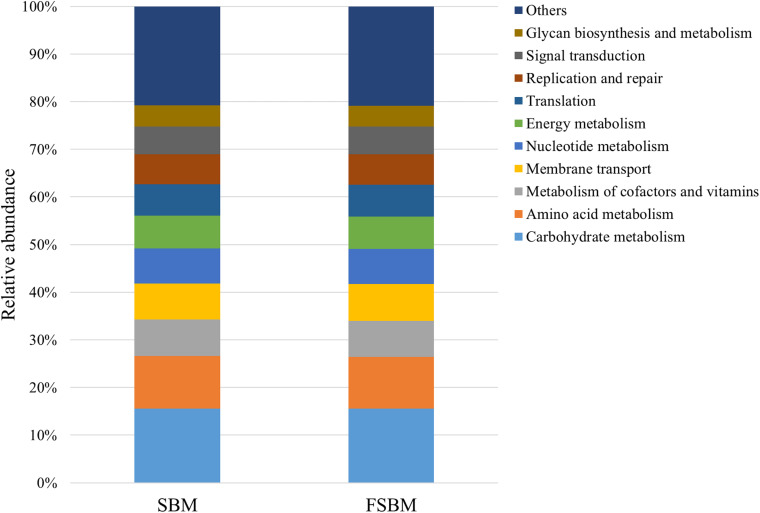 Relative abundance
100%
90%
80%
70%
60%
50%
40%
30%
20%
10%
0%
SBM
FSBM
Others
Glycan biosynthesis and metabolism
Signal transduction
Replication and repair
Translation
Energy metabolism
Nucleotide metabolism
Membrane transport
Metabolism of cofactors and vitamins
Amino acid metabolism
Carbohydrate metabolism